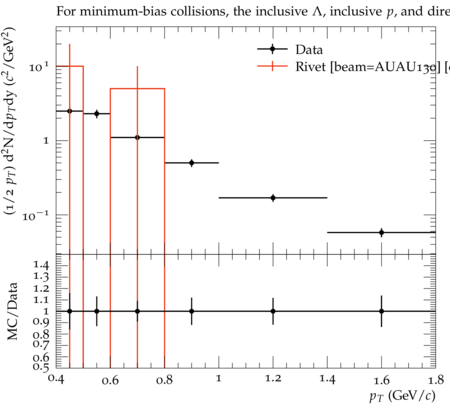 For minimum-bias collisions, the inclusive Λ, inclusive p, and dire
(1/2 pT) d²N/dpTdy (c²/GeV²)
10¹
1
10⁻¹
Data
Rivet [beam=AUAU130] [
MC/Data
1.4
1.3
1.2
1.1
1
0.9
0.8
0.7
0.6
0.5
0.4 0.6 0.8 1 1.2 1.4 1.6 1.8
pT (GeV/c)